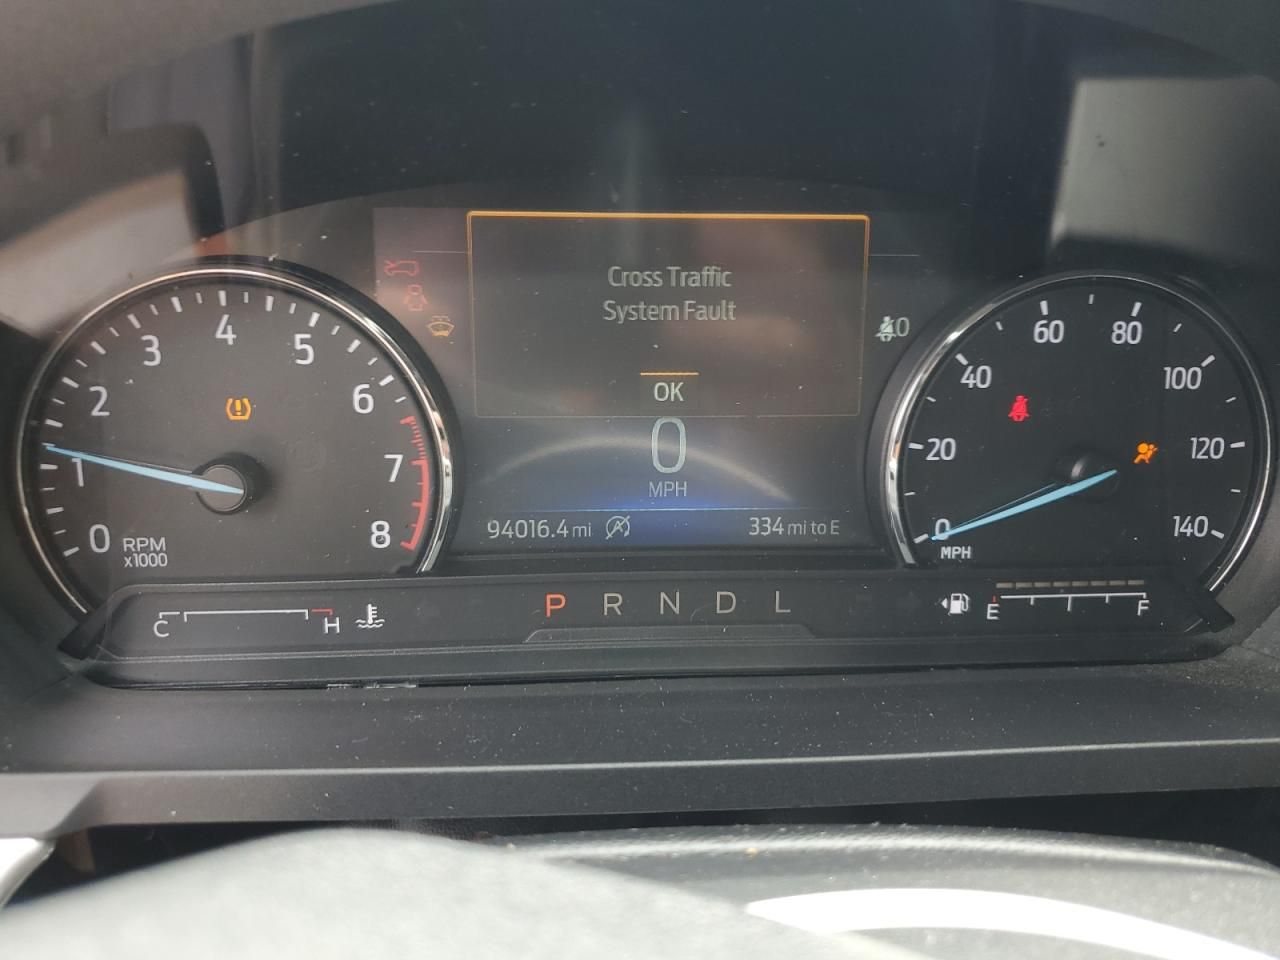 Cross Traffic
System Fault
OK
0
MPH
94016.4 mi
334 mi to E
0 1 2 3 4 5 6 7 8
RPM
x1000
0 20 40 60 80 100 120 140
MPH
0
C H
P R N D L
E F